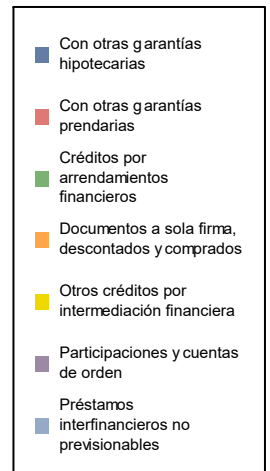 Con otras garantías
hipotecarias
Con otras garantías
prendarias
Créditos por
arrendamientos
financieros
Documentos a sola firma,
descontados y comprados
Otros créditos por
intermediación financiera
Participaciones y cuentas
de orden
Préstamos
interfinancieros no
previsionables